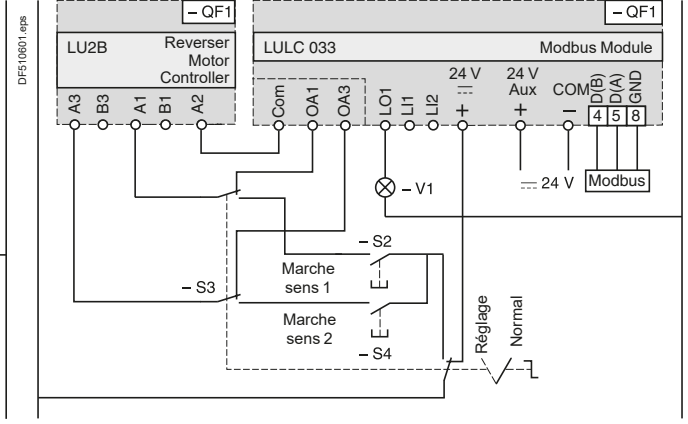 DF510601.eps
– QF1
– QF1
LU2B
Reverser
Motor
Controller
LULC 033
Modbus Module
A3
B3
A1
B1
A2
Com
OA1
OA3
LO1
LI1
LI2
24 V
+
24 V
Aux
+
COM
–
D(B)
D(A)
GND
4
5
8
24 V
Modbus
– V1
– S2
Marche
sens 1
– S3
Marche
sens 2
– S4
Réglage
Normal